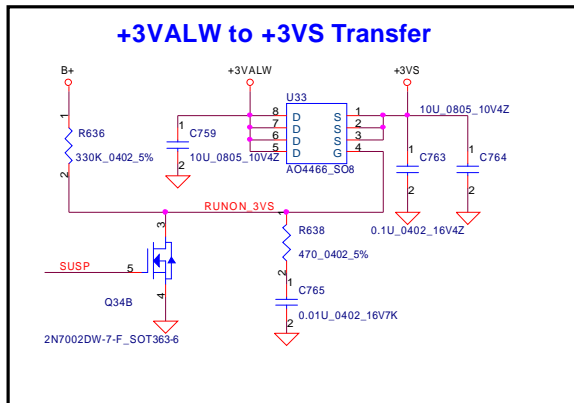 +3VALW to +3VS Transfer
B+
+3VALW
+3VS
U33
8 D S 1
7 D S 2
6 D S 3
5 D G 4
AO4466_SO8
1
R636
330K_0402_5%
2
1
C759
10U_0805_10V4Z
2
10U_0805_10V4Z
1
C763
2
0.1U_0402_16V4Z
1
C764
2
RUNON_3VS
3
SUSP
5
4
Q34B
2N7002DW-7-F_SOT363-6
1
R638
470_0402_5%
2
1
C765
0.01U_0402_16V7K
2